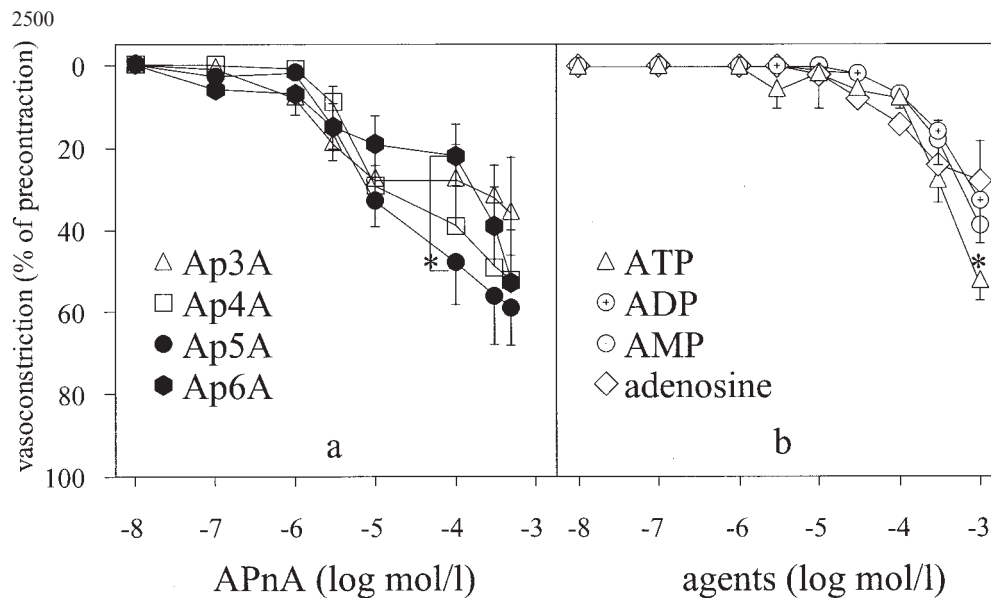 2500
vasoconstriction (% of precontraction)
0
20
40
60
80
100
*
Ap3A
Ap4A
Ap5A
Ap6A
a
-8 -7 -6 -5 -4 -3
APnA (log mol/l)
*
ATP
ADP
AMP
adenosine
b
-8 -7 -6 -5 -4 -3
agents (log mol/l)